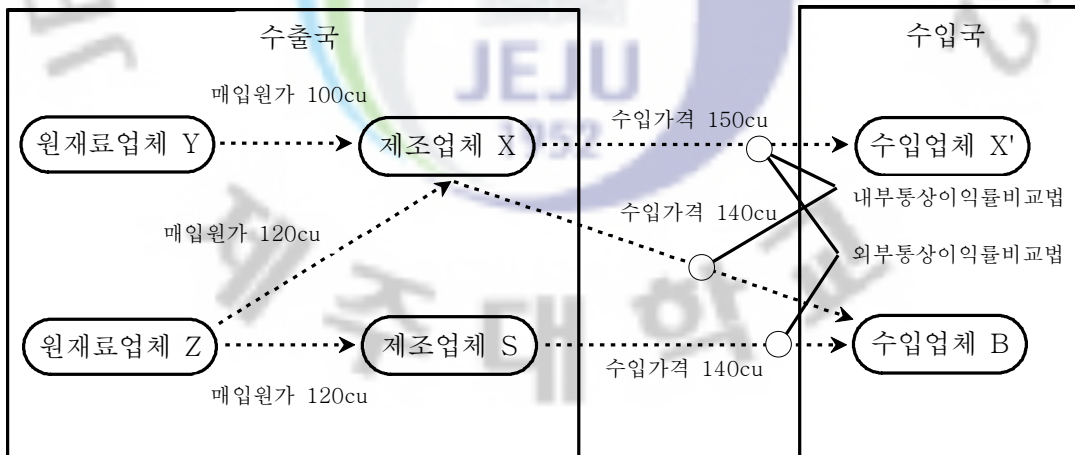 수출국
수입국
매입원가 100cu
수입가격 150cu
원재료업체 Y
제조업체 X
수입업체 X'
내부통상이익률비교법
수입가격 140cu
매입원가 120cu
외부통상이익률비교법
원재료업체 Z
제조업체 S
수입업체 B
매입원가 120cu
수입가격 140cu
JEJU
1952